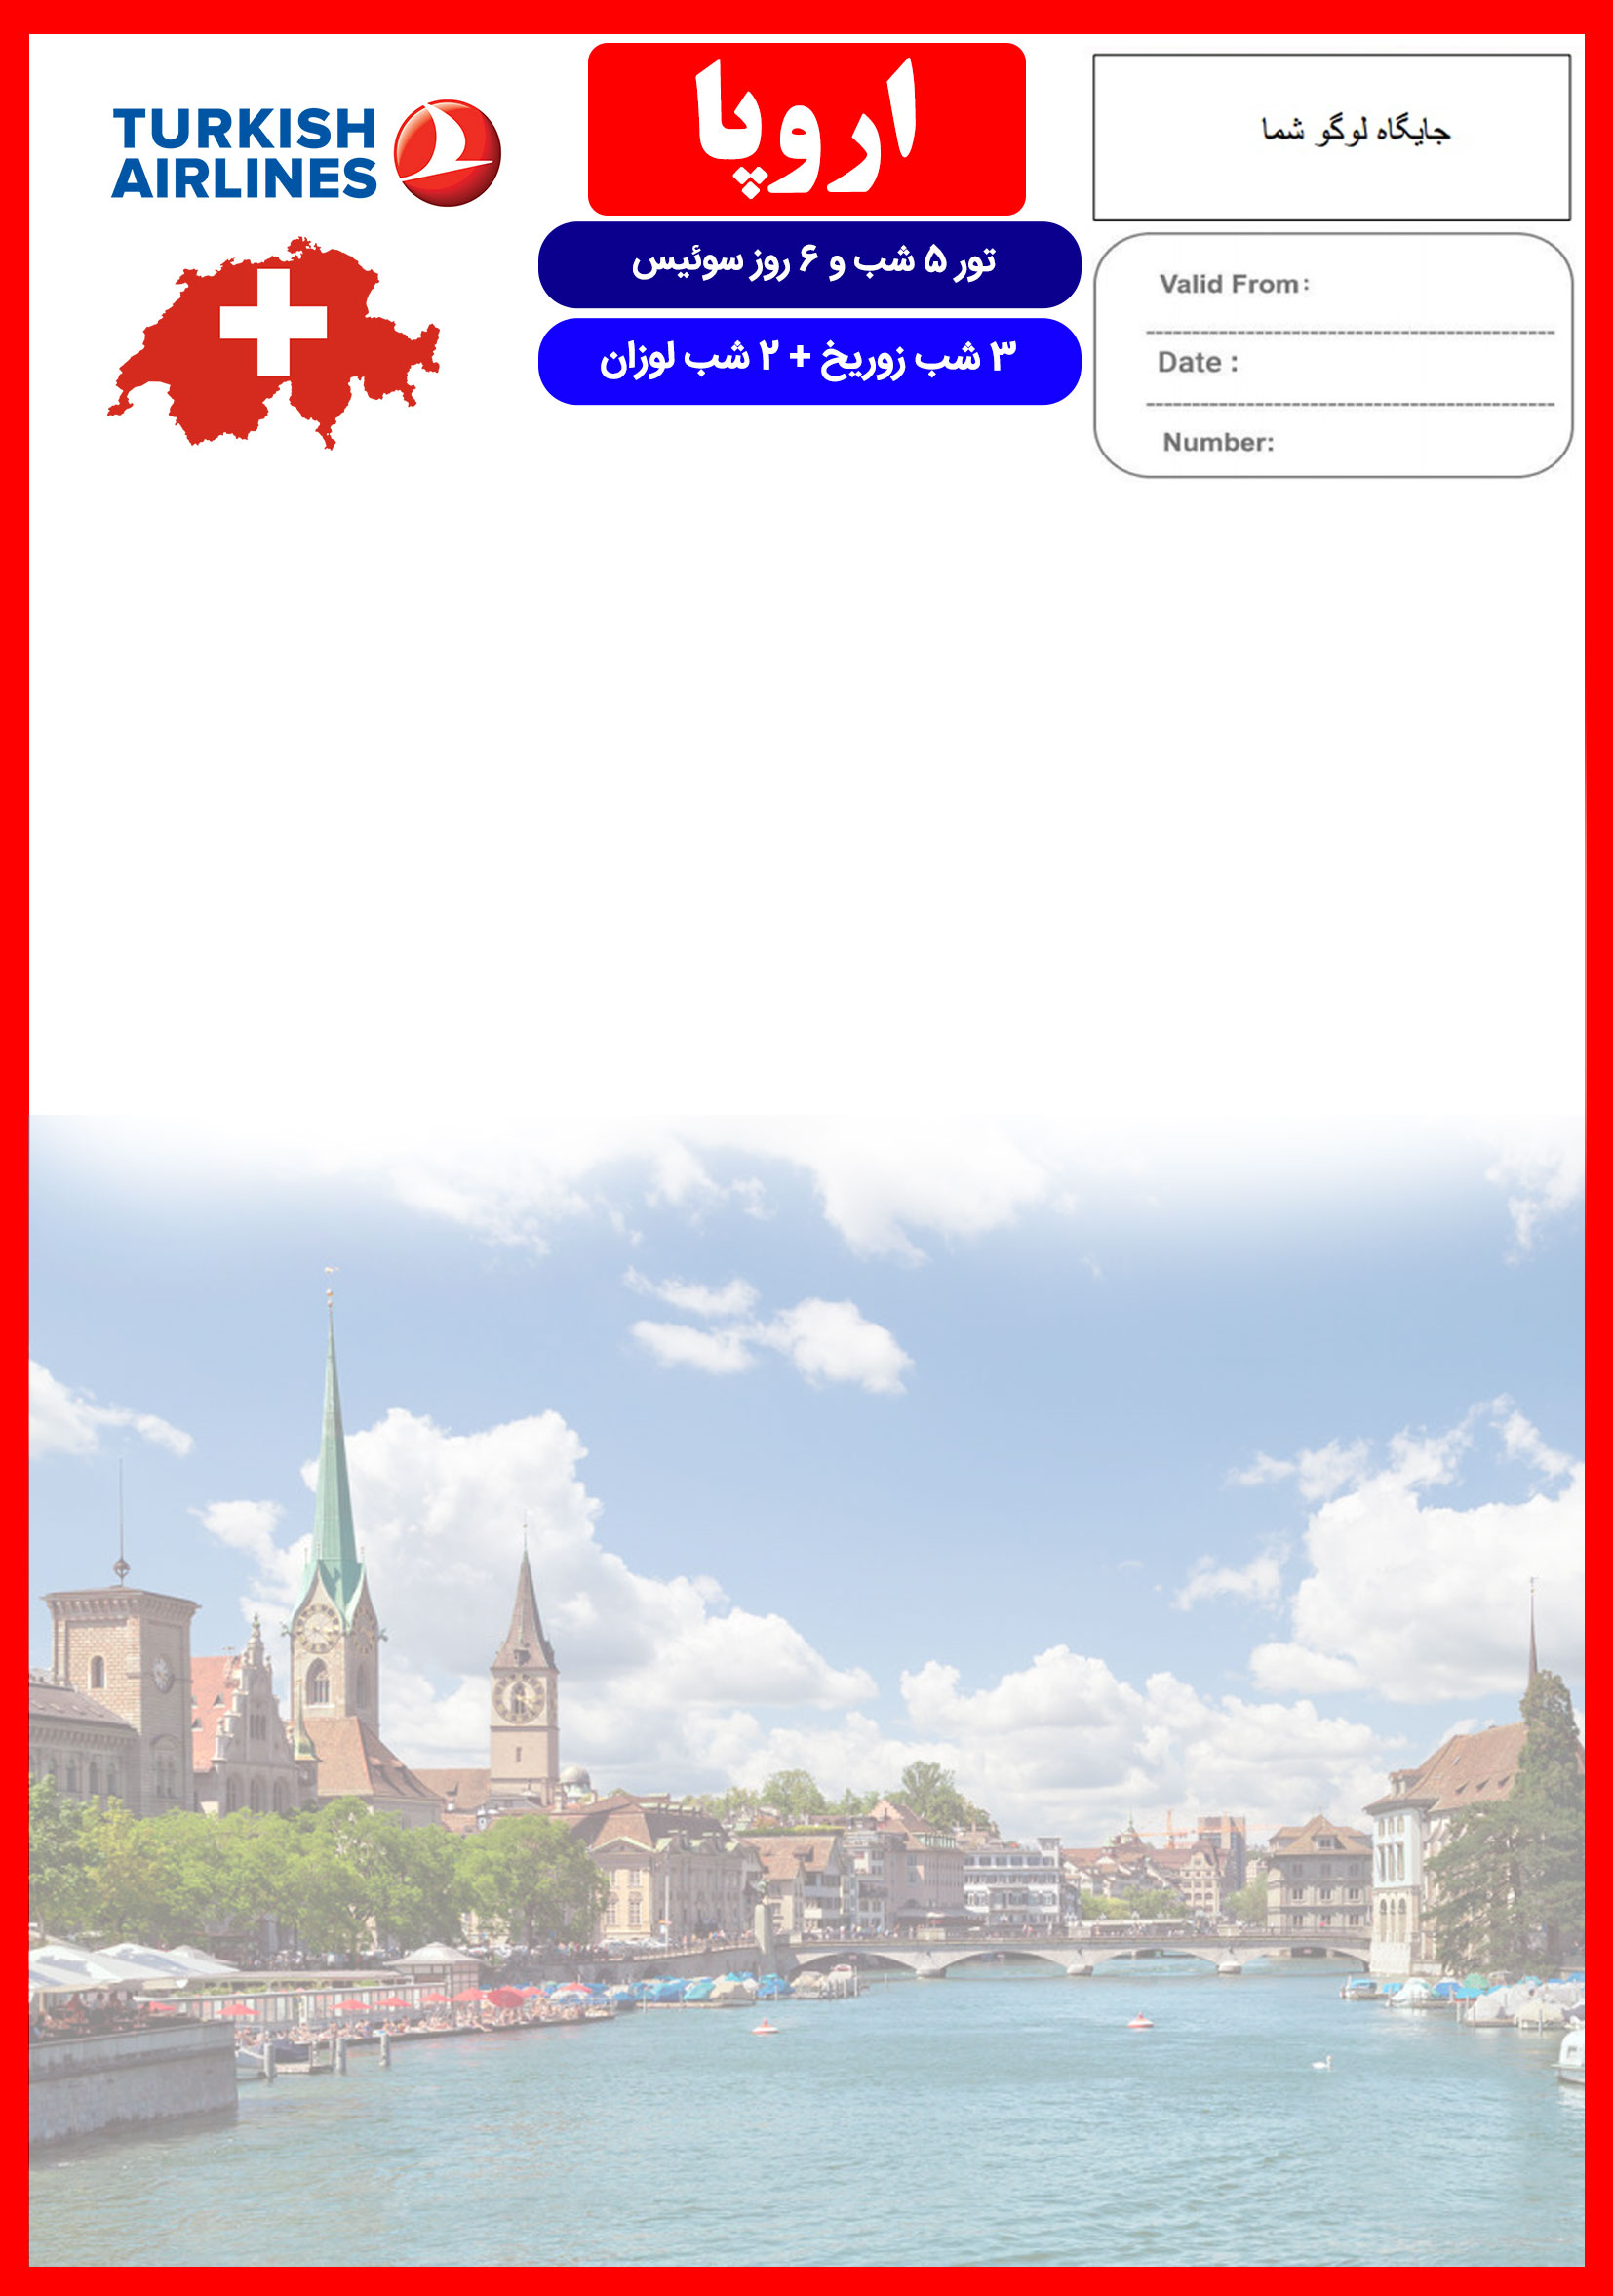 TURKISH
AIRLINES
اروپا
جایگاه لوگو شما
تور ۵ شب و ۶ روز سوئیس
۳ شب زوریخ + ۲ شب لوزان
Valid From:
Date :
Number: